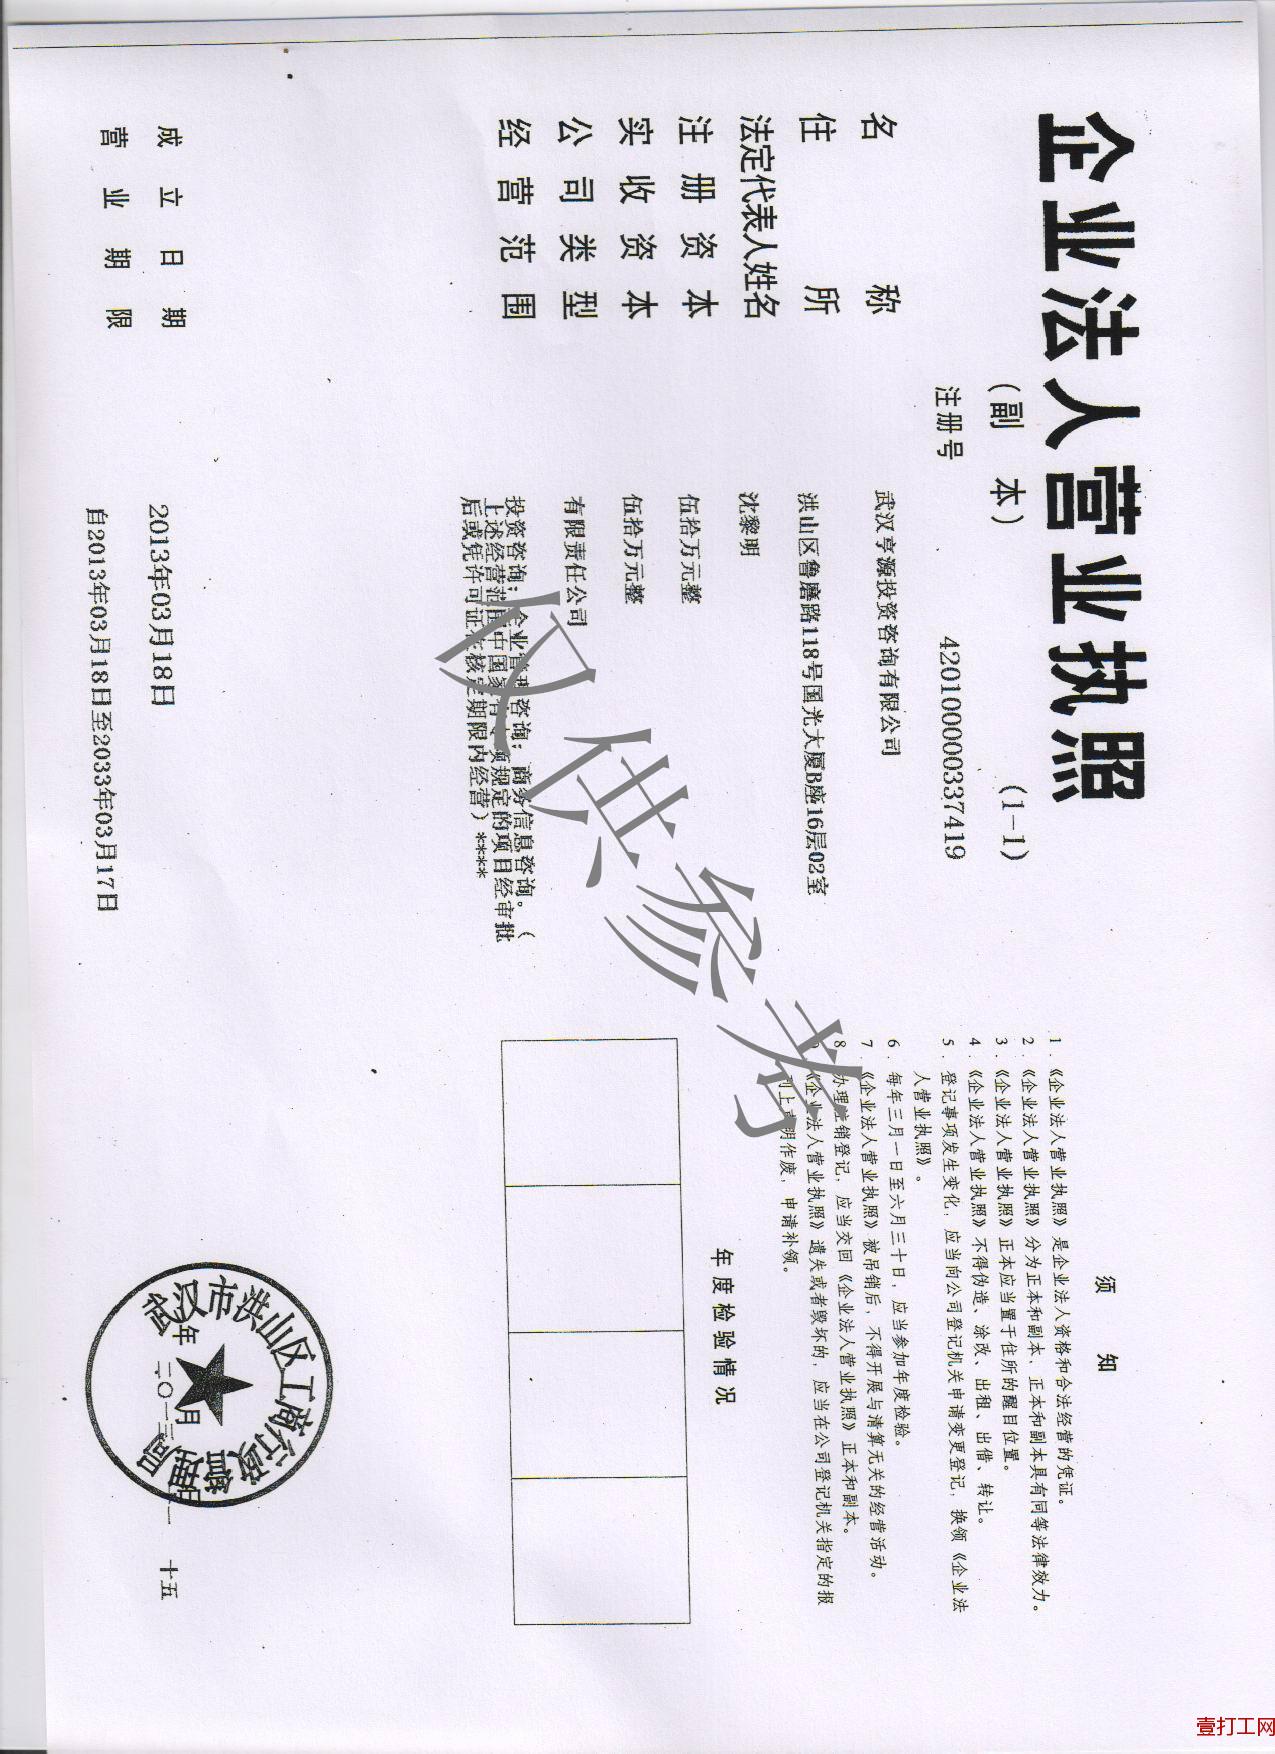 企业法人营业执照
(副 本) (1-1)
注册号 420100000337419
名称 武汉亨源投资咨询有限公司
住所 洪山区鲁磨路118号国光大厦B座16层02室
法定代表人姓名 沈黎明
注册资本 伍拾万元整
实收资本 伍拾万元整
公司类型 有限责任公司
经营范围 投资咨询；企业管理咨询；商务信息咨询。（
上述经营范围中国家有专项规定的项目经审批
后或凭许可证在核定期限内经营）****
成立日期 2013年03月18日
营业期限 自2013年03月18日至2033年03月17日
须 知
1．《企业法人营业执照》是企业法人资格和合法经营的凭证。
2．《企业法人营业执照》分为正本和副本，正本和副本具有同等法律效力。
3．《企业法人营业执照》正本应当置于住所的醒目位置。
4．《企业法人营业执照》不得伪造、涂改、出租、出借、转让。
5．登记事项发生变化，应当向公司登记机关申请变更登记，换领《企业法
人营业执照》。
6．每年三月一日至六月三十日，应当参加年度检验。
7．《企业法人营业执照》被吊销后，不得开展与清算无关的经营活动。
8．办理注销登记，应当交回《企业法人营业执照》正本和副本。
9．《企业法人营业执照》遗失或者毁坏的，应当在公司登记机关指定的报
刊上声明作废，申请补领。
年度检验情况
武汉市洪山区工商行政管理局
年 月 日
十五
仅供参考
壹打工网